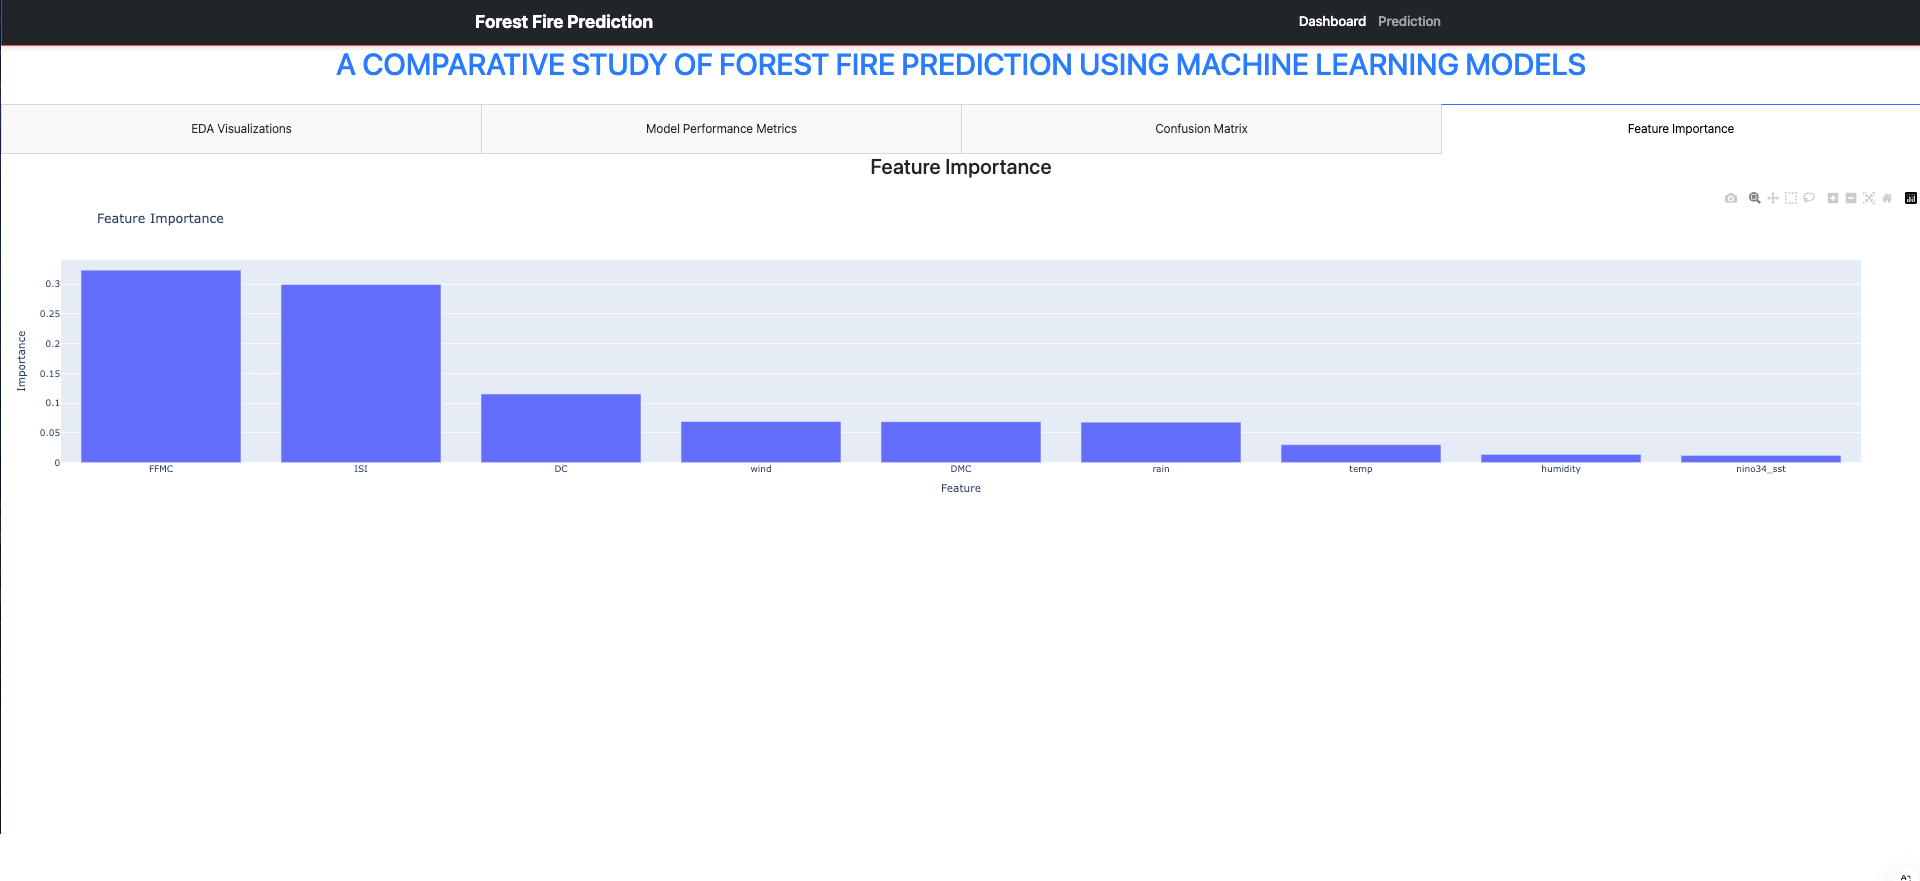 Forest Fire Prediction
Dashboard Prediction
A COMPARATIVE STUDY OF FOREST FIRE PREDICTION USING MACHINE LEARNING MODELS
EDA Visualizations
Model Performance Metrics
Confusion Matrix
Feature Importance
Feature Importance
Feature Importance
Importance
0.3
0.25
0.2
0.15
0.1
0.05
0
FFMC ISI DC wind DMC rain temp humidity nino34_sst
Feature